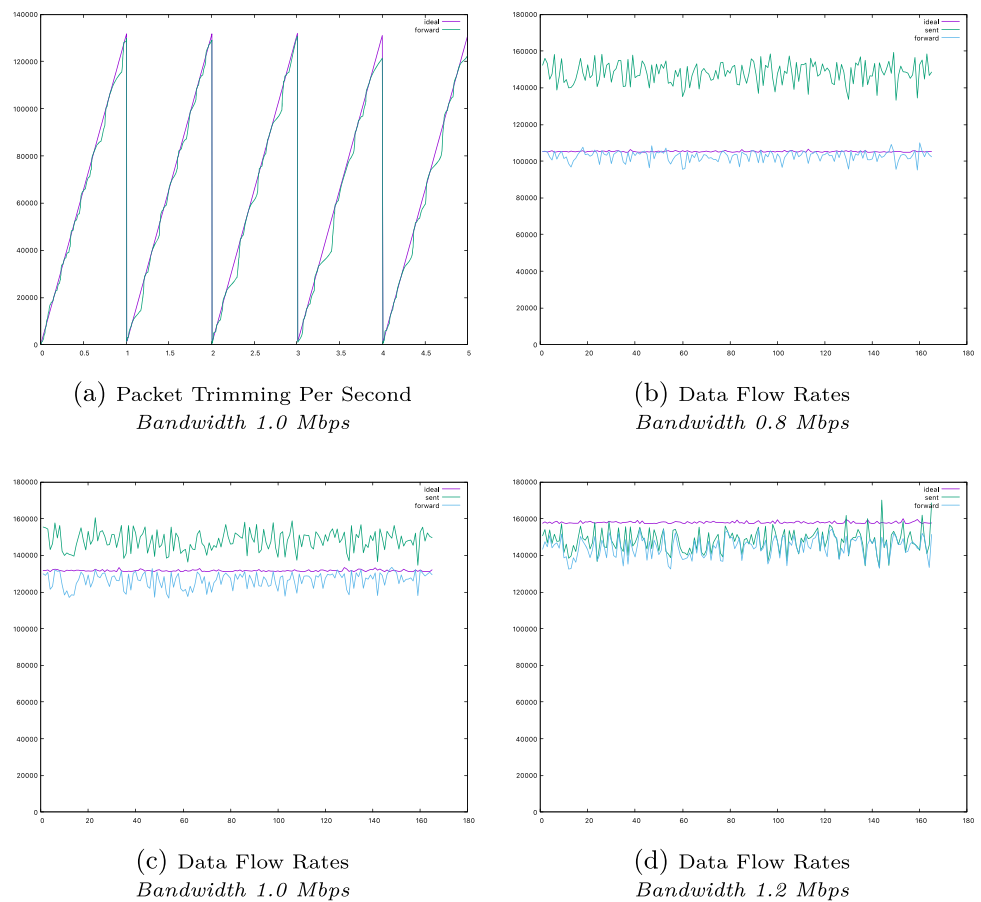 140000
120000
100000
80000
60000
40000
20000
0
0 0.5 1 1.5 2 2.5 3 3.5 4 4.5 5
ideal
forward
(a) Packet Trimming Per Second
Bandwidth 1.0 Mbps
180000
160000
140000
120000
100000
80000
60000
40000
20000
0
0 20 40 60 80 100 120 140 160 180
ideal
sent
forward
(b) Data Flow Rates
Bandwidth 0.8 Mbps
180000
160000
140000
120000
100000
80000
60000
40000
20000
0
0 20 40 60 80 100 120 140 160 180
ideal
sent
forward
(c) Data Flow Rates
Bandwidth 1.0 Mbps
180000
160000
140000
120000
100000
80000
60000
40000
20000
0
0 20 40 60 80 100 120 140 160 180
ideal
sent
forward
(d) Data Flow Rates
Bandwidth 1.2 Mbps